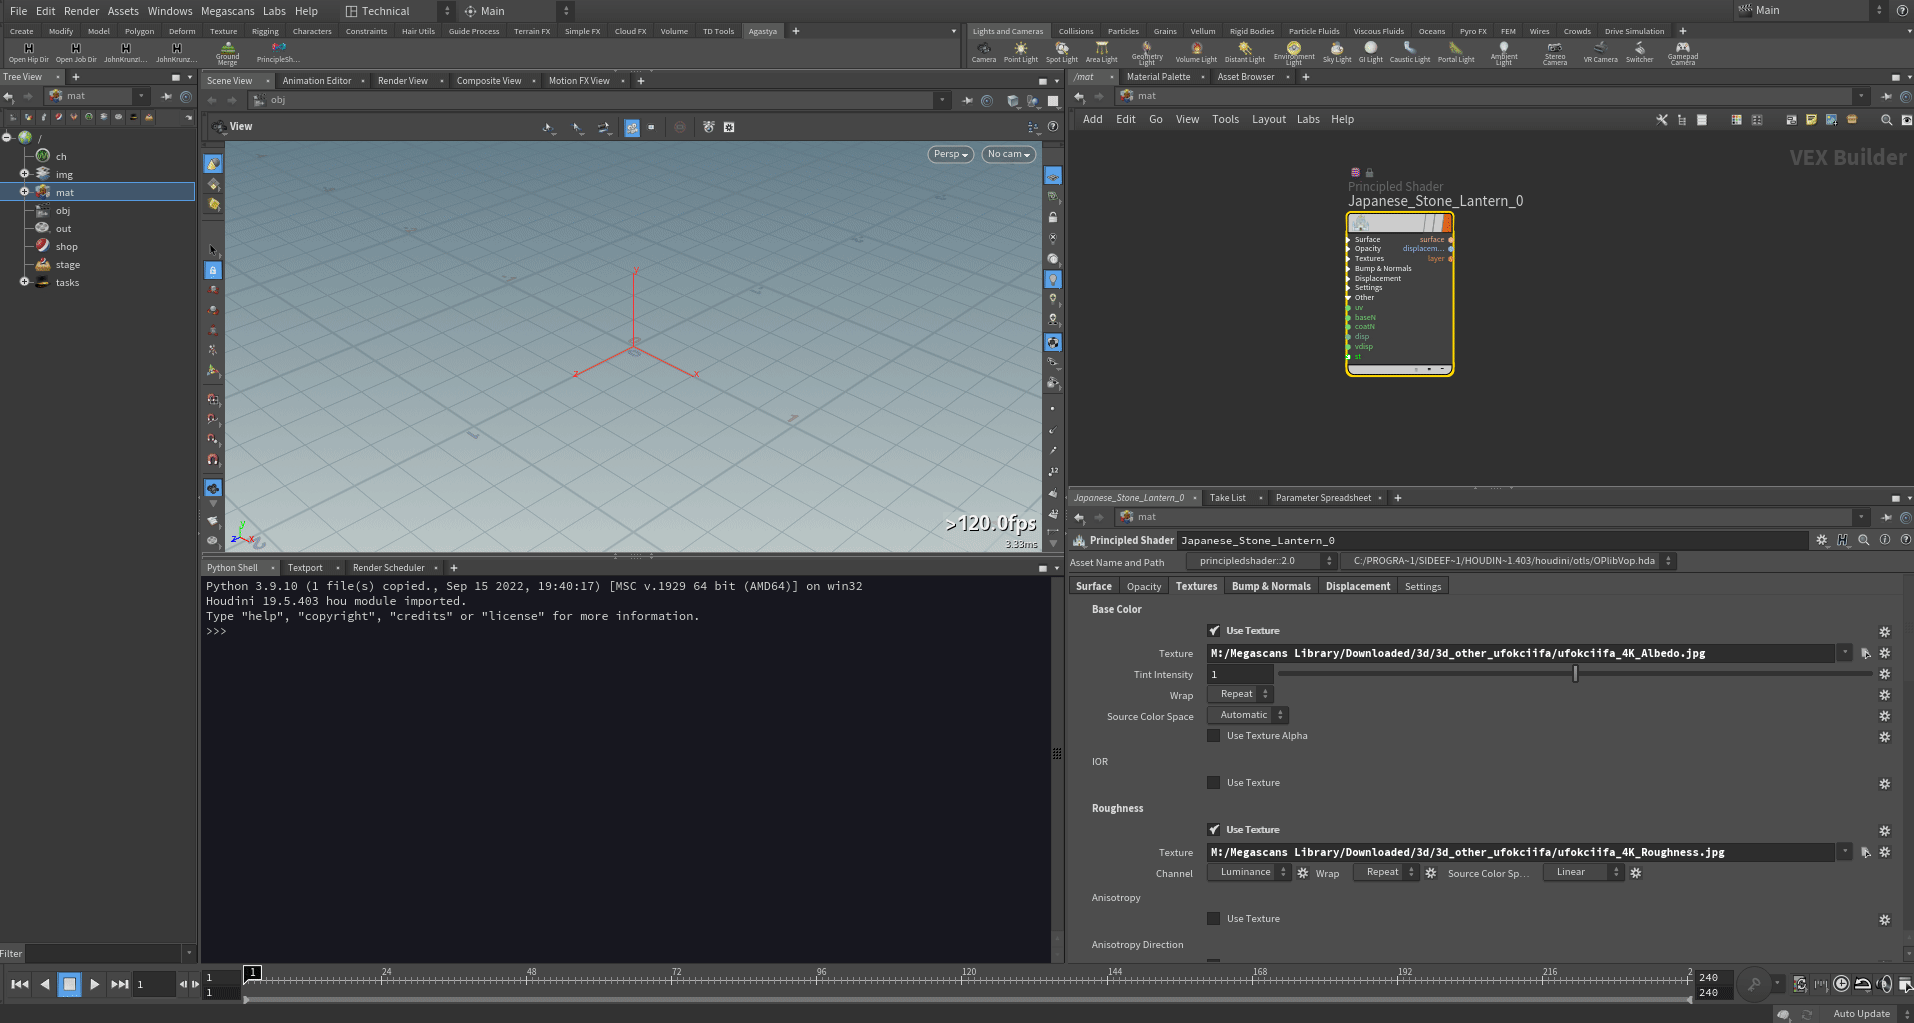 File Edit Render Assets Windows Megascans Labs Help Technical Main Main
Create Modify Model Polygon Deform Texture Rigging Characters Constraints Hair Utils Guide Process Terrain FX Simple FX Cloud FX Volume TD Tools Agastya
Open Hip Dir Open Job Dir JohnKrunzl... JohnKrunz... Ground Merge PrincipleSh...
Lights and Cameras Collisions Particles Grains Vellum Rigid Bodies Particle Fluids Viscous Fluids Oceans Pyro FX FEM Wires Crowds Drive Simulation
Camera Point Light Spot Light Area Light Geometry Light Volume Light Distant Light Environment Light Sky Light GI Light Caustic Light Portal Light Ambient Light Stereo Camera VR Camera Switcher Gamepad Camera
Tree View
mat
/
ch
img
mat
obj
out
shop
stage
tasks
Filter
Scene View Animation Editor Render View Composite View Motion FX View
obj
View
Persp No cam
y
z
x
>120.0fps
3.33ms
Python Shell Textport Render Scheduler
Python 3.9.10 (1 file(s) copied., Sep 15 2022, 19:40:17) [MSC v.1929 64 bit (AMD64)] on win32
Houdini 19.5.403 hou module imported.
Type "help", "copyright", "credits" or "license" for more information.
>>>
/mat Material Palette Asset Browser
mat
Add Edit Go View Tools Layout Labs Help
VEX Builder
Principled Shader
Japanese_Stone_Lantern_0
Surface surface
Opacity displacem...
Textures layer
Bump & Normals
Displacement
Settings
Other
uv
baseN
coatN
disp
vdisp
st
Japanese_Stone_Lantern_0 Take List Parameter Spreadsheet
mat
Principled Shader Japanese_Stone_Lantern_0
Asset Name and Path principledshader::2.0 C:/PROGRA~1/SIDEEF~1/HOUDIN~1.403/houdini/otls/OPlibVop.hda
Surface Opacity Textures Bump & Normals Displacement Settings
Base Color
Use Texture
Texture M:/Megascans Library/Downloaded/3d/3d_other_ufokciifa/ufokciifa_4K_Albedo.jpg
Tint Intensity 1
Wrap Repeat
Source Color Space Automatic
Use Texture Alpha
IOR
Use Texture
Roughness
Use Texture
Texture M:/Megascans Library/Downloaded/3d/3d_other_ufokciifa/ufokciifa_4K_Roughness.jpg
Channel Luminance Wrap Repeat Source Color Sp... Linear
Anisotropy
Use Texture
Anisotropy Direction
1 1 1 1 24 48 72 96 120 144 168 192 216 2 240 240
Auto Update